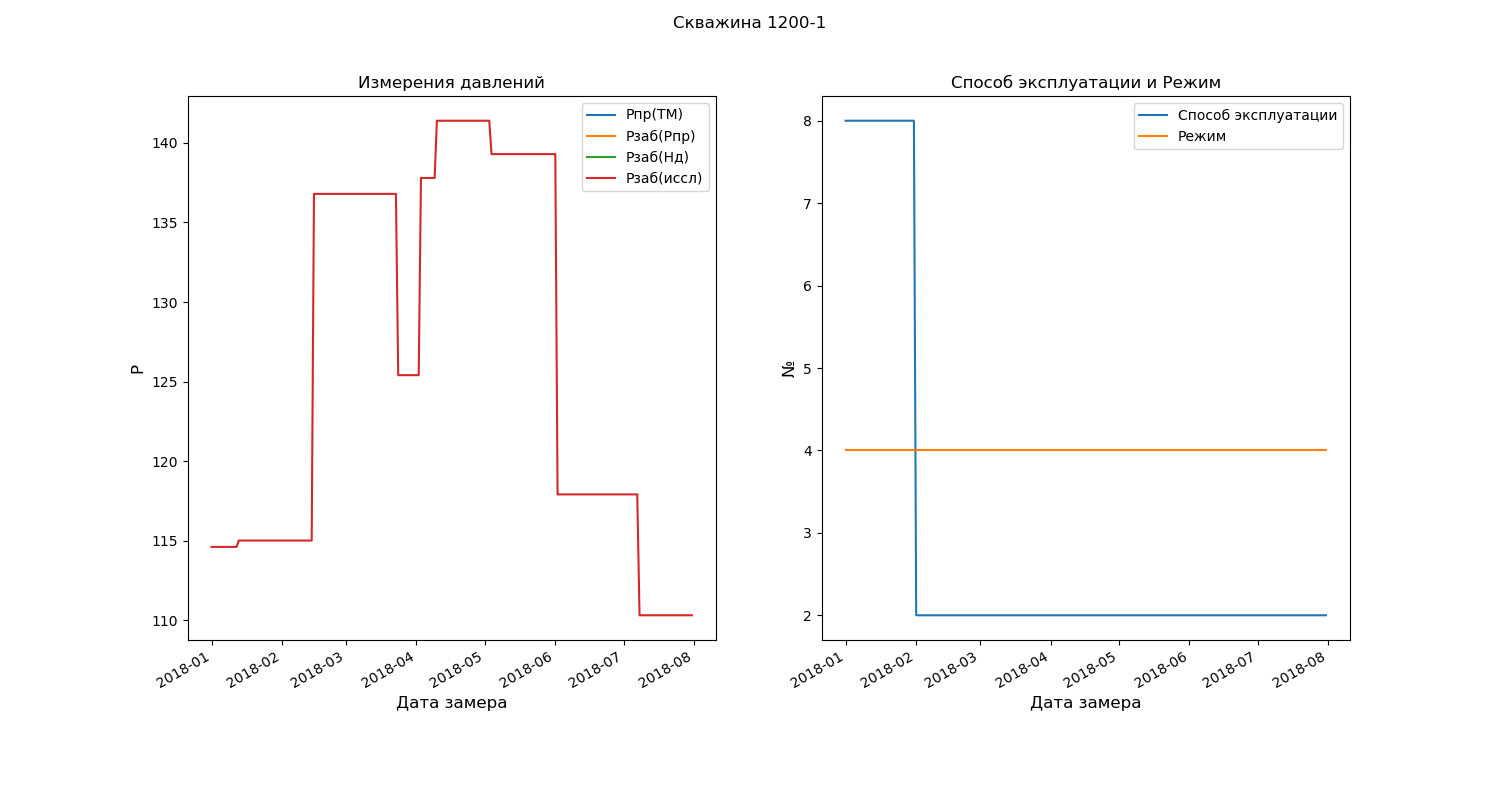 Скважина 1200-1
Измерения давлений
Рпр(ТМ)
Рзаб(Рпр)
Рзаб(Нд)
Рзаб(иссл)
P
140
135
130
125
120
115
110
2018-01
2018-02
2018-03
2018-04
2018-05
2018-06
2018-07
2018-08
Дата замера
Способ эксплуатации и Режим
Способ эксплуатации
Режим
№
8
7
6
5
4
3
2
2018-01
2018-02
2018-03
2018-04
2018-05
2018-06
2018-07
2018-08
Дата замера